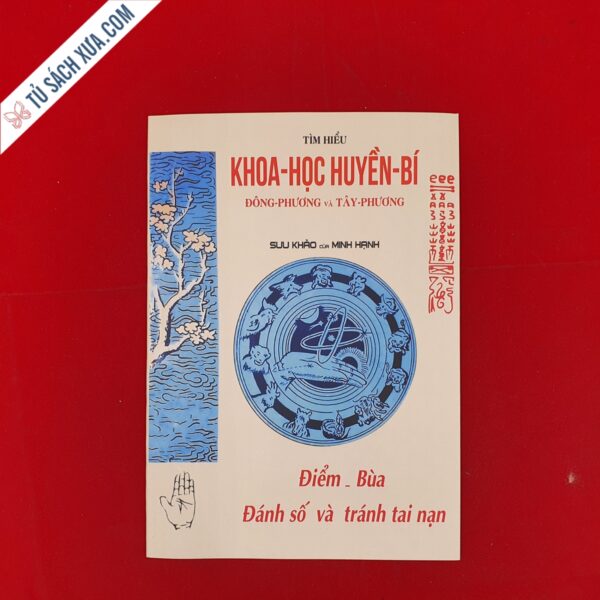 TỦ SÁCH XƯA.COM
TÌM HIỂU
KHOA-HỌC HUYỀN-BÍ
ĐÔNG-PHƯƠNG VÀ TÂY-PHƯƠNG
SƯU KHẢO CỦA MINH HẠNH
Điểm - Bùa
Đánh số và tránh tai nạn